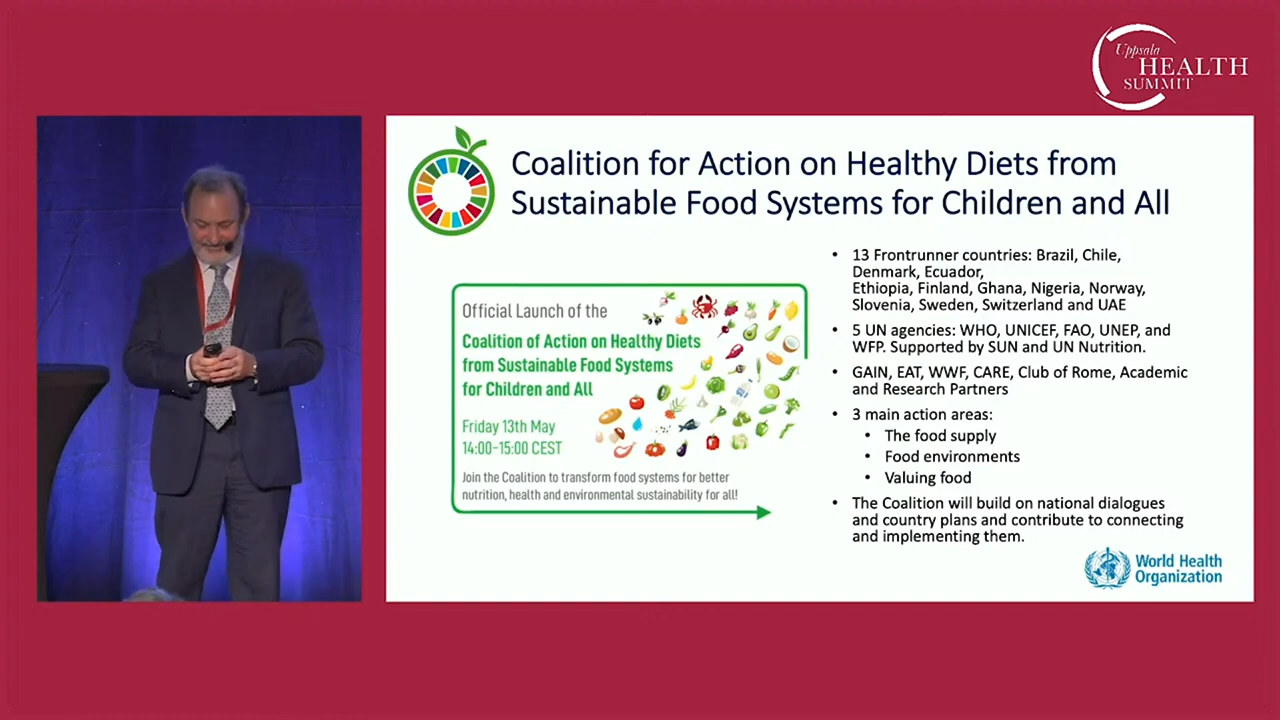 Uppsala
HEALTH
SUMMIT
Coalition for Action on Healthy Diets from
Sustainable Food Systems for Children and All
Official Launch of the
Coalition of Action on Healthy Diets
from Sustainable Food Systems
for Children and All
Friday 13th May
14:00-15:00 CEST
Join the Coalition to transform food systems for better
nutrition, health and environmental sustainability for all!
• 13 Frontrunner countries: Brazil, Chile,
Denmark, Ecuador,
Ethiopia, Finland, Ghana, Nigeria, Norway,
Slovenia, Sweden, Switzerland and UAE
• 5 UN agencies: WHO, UNICEF, FAO, UNEP, and
WFP. Supported by SUN and UN Nutrition.
• GAIN, EAT, WWF, CARE, Club of Rome, Academic
and Research Partners
• 3 main action areas:
• The food supply
• Food environments
• Valuing food
• The Coalition will build on national dialogues
and country plans and contribute to connecting
and implementing them.
World Health
Organization